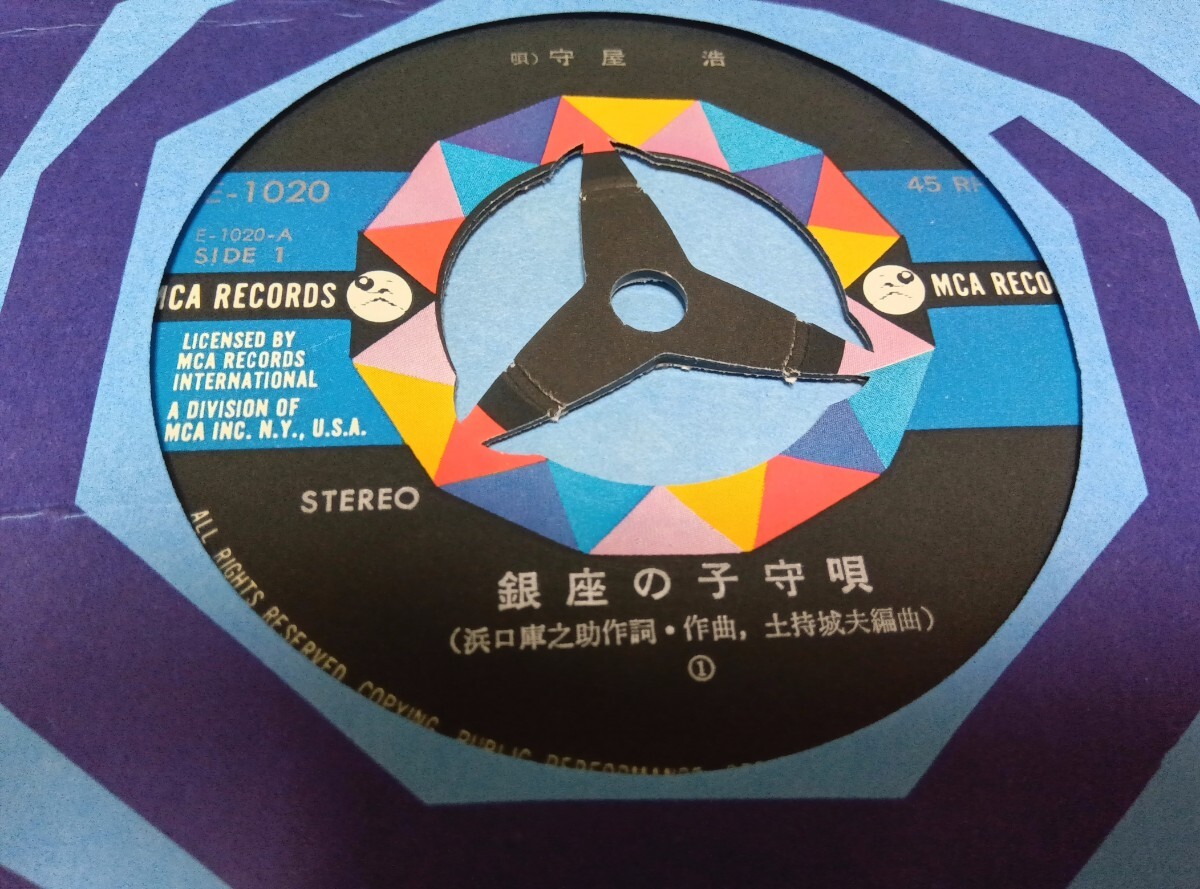 唄) 守屋 浩
E-1020
45 RP
E-1020-A
SIDE 1
MCA RECORDS
MCA RECO
LICENSED BY
MCA RECORDS
INTERNATIONAL
A DIVISION OF
MCA INC. N.Y., U.S.A.
STEREO
銀座の子守唄
(浜口庫之助作詞・作曲, 土持城夫編曲)
①
ALL RIGHTS RESERVED COPYING, PUBLIC PERFORMANCE